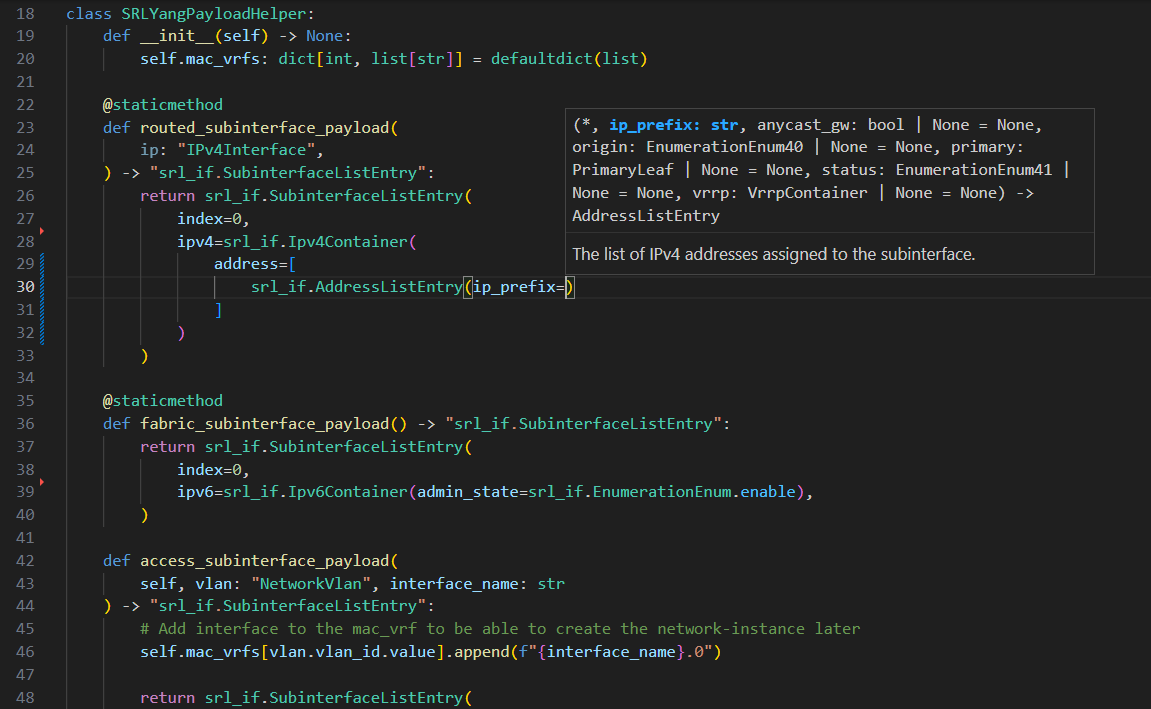 18 class SRLYangPayloadHelper:
19     def __init__(self) -> None:
20         self.mac_vrfs: dict[int, list[str]] = defaultdict(list)
21
22     @staticmethod
23     def routed_subinterface_payload(
24         ip: "IPv4Interface",
25     ) -> "srl_if.SubinterfaceListEntry":
26         return srl_if.SubinterfaceListEntry(
27             index=0,
28             ipv4=srl_if.Ipv4Container(
29                 address=[
30                     srl_if.AddressListEntry(ip_prefix=)
31                 ]
32             )
33         )
34
35     @staticmethod
36     def fabric_subinterface_payload() -> "srl_if.SubinterfaceListEntry":
37         return srl_if.SubinterfaceListEntry(
38             index=0,
39             ipv6=srl_if.Ipv6Container(admin_state=srl_if.EnumerationEnum.enable),
40         )
41
42     def access_subinterface_payload(
43         self, vlan: "NetworkVlan", interface_name: str
44     ) -> "srl_if.SubinterfaceListEntry":
45         # Add interface to the mac_vrf to be able to create the network-instance later
46         self.mac_vrfs[vlan.vlan_id.value].append(f"{interface_name}.0")
47
48         return srl_if.SubinterfaceListEntry(
(*, ip_prefix: str, anycast_gw: bool | None = None,
origin: EnumerationEnum40 | None = None, primary:
PrimaryLeaf | None = None, status: EnumerationEnum41 |
None = None, vrrp: VrrpContainer | None = None) ->
AddressListEntry
The list of IPv4 addresses assigned to the subinterface.